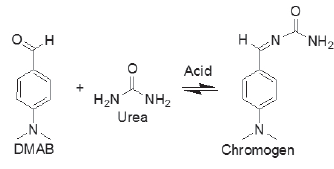 O H O
H N NH₂
O
+ H₂N NH₂ Acid
Urea
N N
DMAB Chromogen